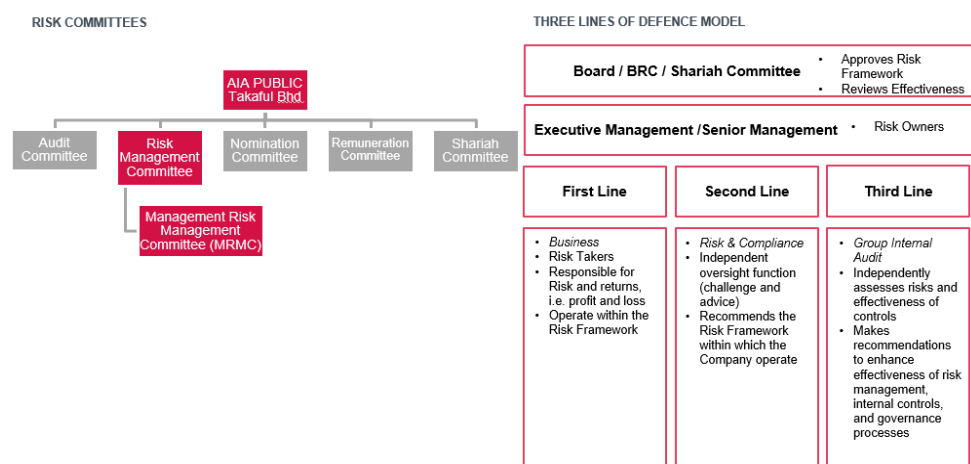 RISK COMMITTEES
AIA PUBLIC
Takaful Bhd
Audit
Committee
Risk
Management
Committee
Nomination
Committee
Remuneration
Committee
Shariah
Committee
Management Risk
Management
Committee (MRMC)
THREE LINES OF DEFENCE MODEL
Board / BRC / Shariah Committee
• Approves Risk
Framework
• Reviews Effectiveness
Executive Management /Senior Management
• Risk Owners
First Line
Second Line
Third Line
• Business
• Risk Takers
• Responsible for
Risk and returns,
i.e. profit and loss
• Operate within the
Risk Framework
• Risk & Compliance
• Independent
oversight function
(challenge and
advice)
• Recommends the
Risk Framework
within which the
Company operate
• Group Internal
Audit
• Independently
assesses risks and
effectiveness of
controls
• Makes
recommendations
to enhance
effectiveness of risk
management,
internal controls,
and governance
processes